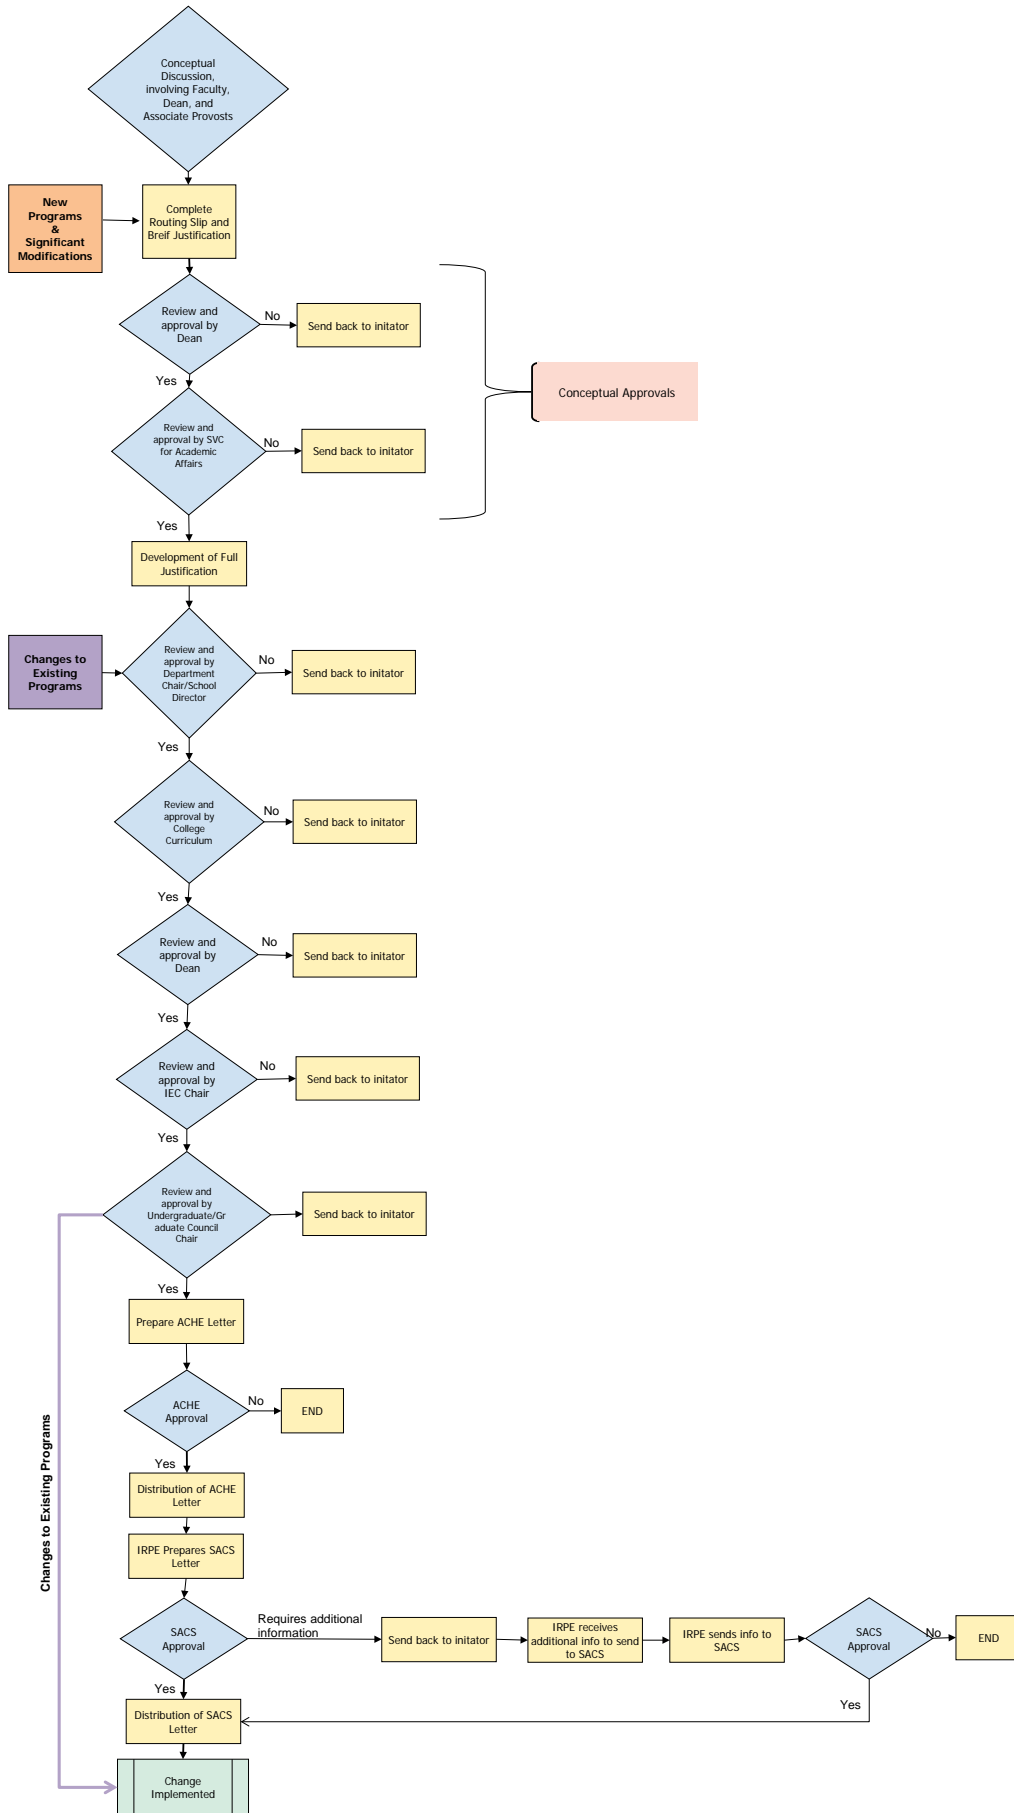 Conceptual
Discussion,
involving Faculty,
Dean, and
Associate Provosts
New
Programs
&
Significant
Modifications
Complete
Routing Slip and
Breif Justification
Review and
approval by
Dean
No
Send back to initator
Conceptual Approvals
Yes
Review and
approval by SVC
for Academic
Affairs
No
Send back to initator
Yes
Development of Full
Justification
Changes to
Existing
Programs
Review and
approval by
Department
Chair/School
Director
No
Send back to initator
Yes
Review and
approval by
College
Curriculum
No
Send back to initator
Yes
Review and
approval by
Dean
No
Send back to initator
Yes
Review and
approval by
IEC Chair
No
Send back to initator
Yes
Review and
approval by
Undergraduate/Gr
aduate Council
Chair
Send back to initator
Yes
Prepare ACHE Letter
ACHE
Approval
No
END
Yes
Distribution of ACHE
Letter
IRPE Prepares SACS
Letter
Changes to Existing Programs
SACS
Approval
Requires additional
information
Send back to initator
IRPE receives
additional info to send
to SACS
IRPE sends info to
SACS
SACS
Approval
No
END
Yes
Yes
Distribution of SACS
Letter
Change
Implemented